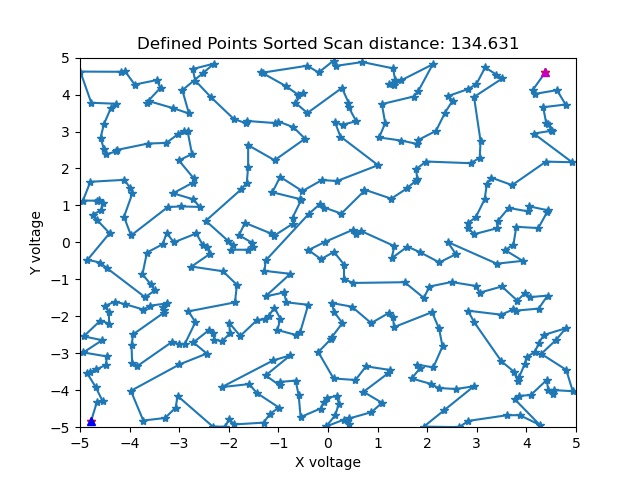 Defined Points Sorted Scan distance: 134.631
5
4
3
2
1
0
−1
−2
−3
−4
−5
Y voltage
−5 −4 −3 −2 −1 0 1 2 3 4 5
X voltage